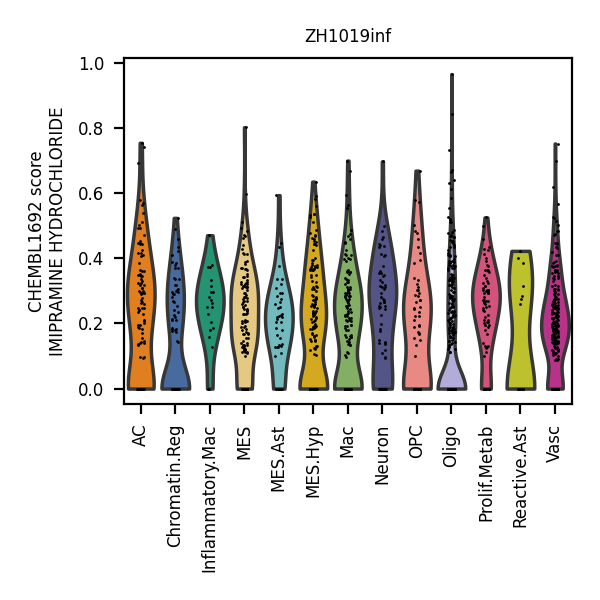 ZH1019inf
CHEMBL1692 score
IMIPRAMINE HYDROCHLORIDE
1.0
0.8
0.6
0.4
0.2
0.0
AC
Chromatin.Reg
Inflammatory.Mac
MES
MES.Ast
MES.Hyp
Mac
Neuron
OPC
Oligo
Prolif.Metab
Reactive.Ast
Vasc